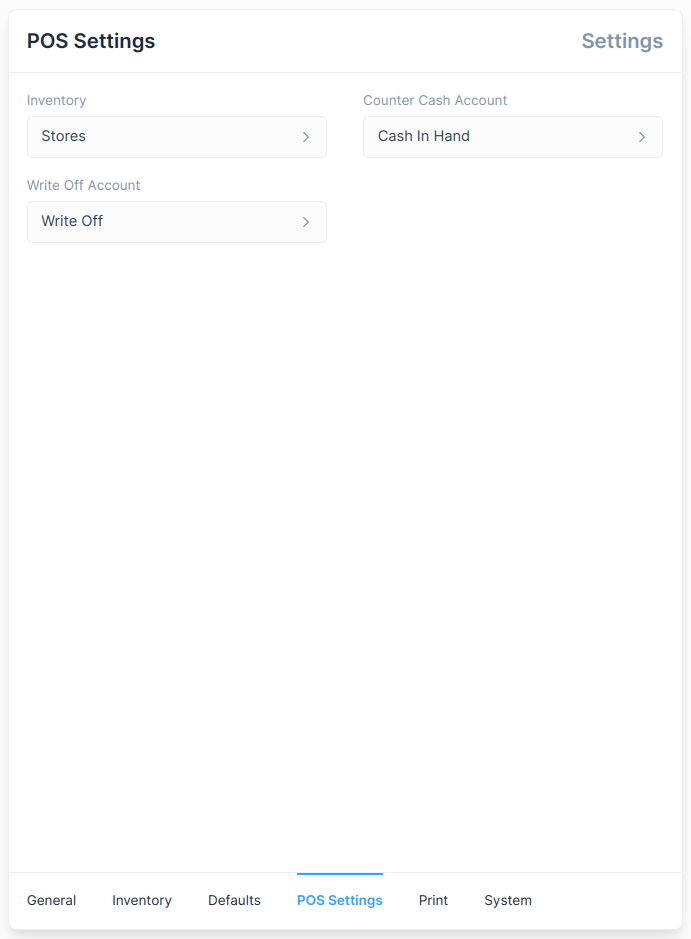 POS Settings
Settings
Inventory
Counter Cash Account
Stores
Cash In Hand
Write Off Account
Write Off
General
Inventory
Defaults
POS Settings
Print
System